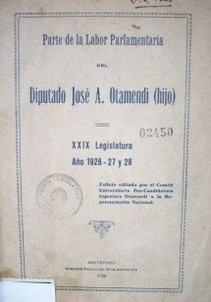 Parte de la Labor Parlamentaria
DEL
Diputado José A. Otamendi (hijo)
02450
XXIX Legislatura
Año 1926 - 27 y 28
Folleto editado por el Comité
Universitario Pro-Candidatura
Ingeniero Otamendi a la Re-
presentación Nacional.
MONTEVIDEO